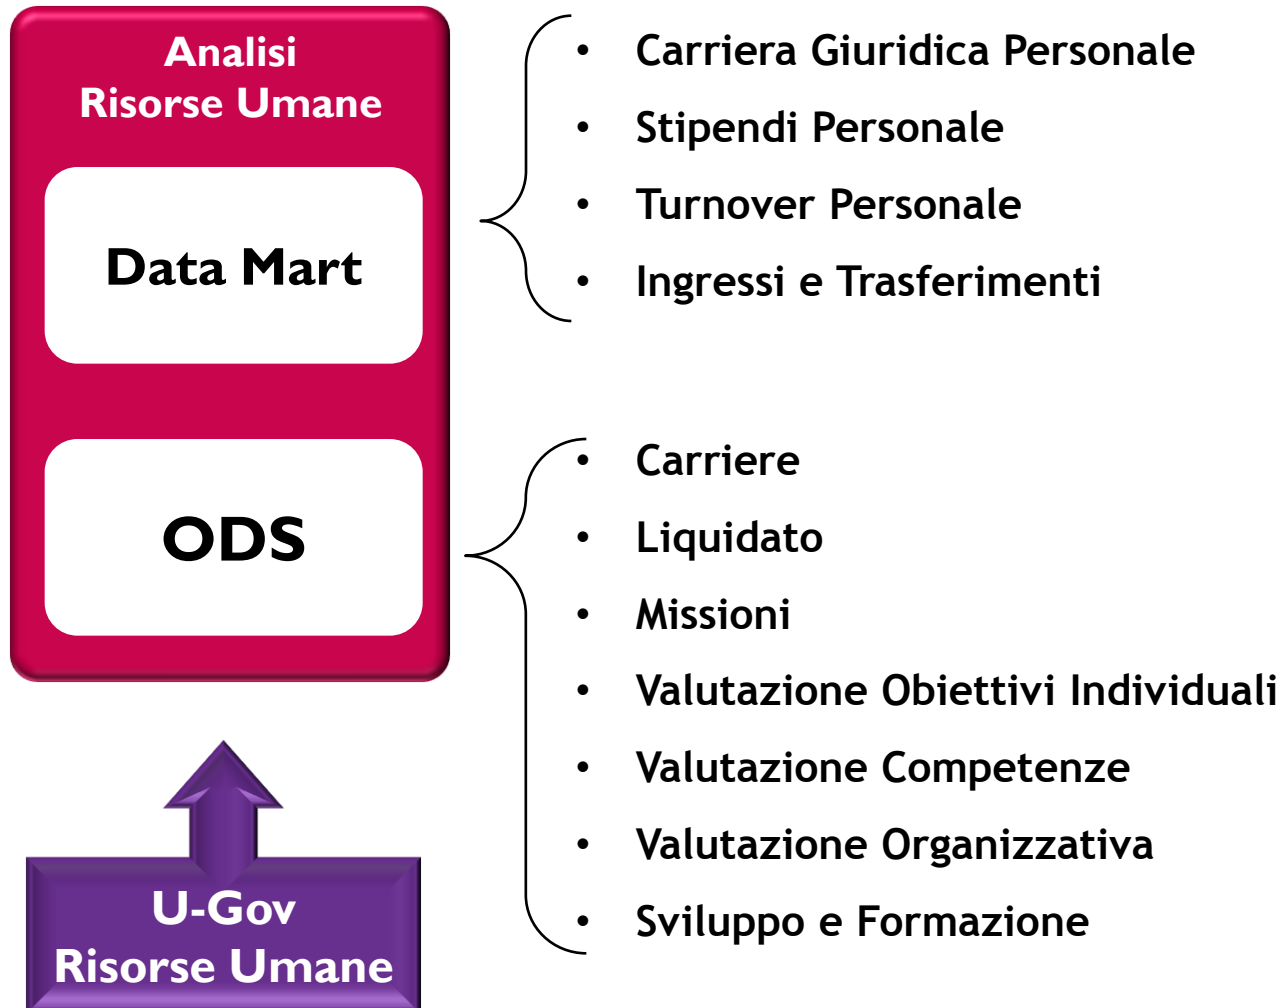 Analisi
Risorse Umane
Data Mart
• Carriera Giuridica Personale
• Stipendi Personale
• Turnover Personale
• Ingressi e Trasferimenti
ODS
• Carriere
• Liquidato
• Missioni
• Valutazione Obiettivi Individuali
• Valutazione Competenze
• Valutazione Organizzativa
• Sviluppo e Formazione
U-Gov
Risorse Umane